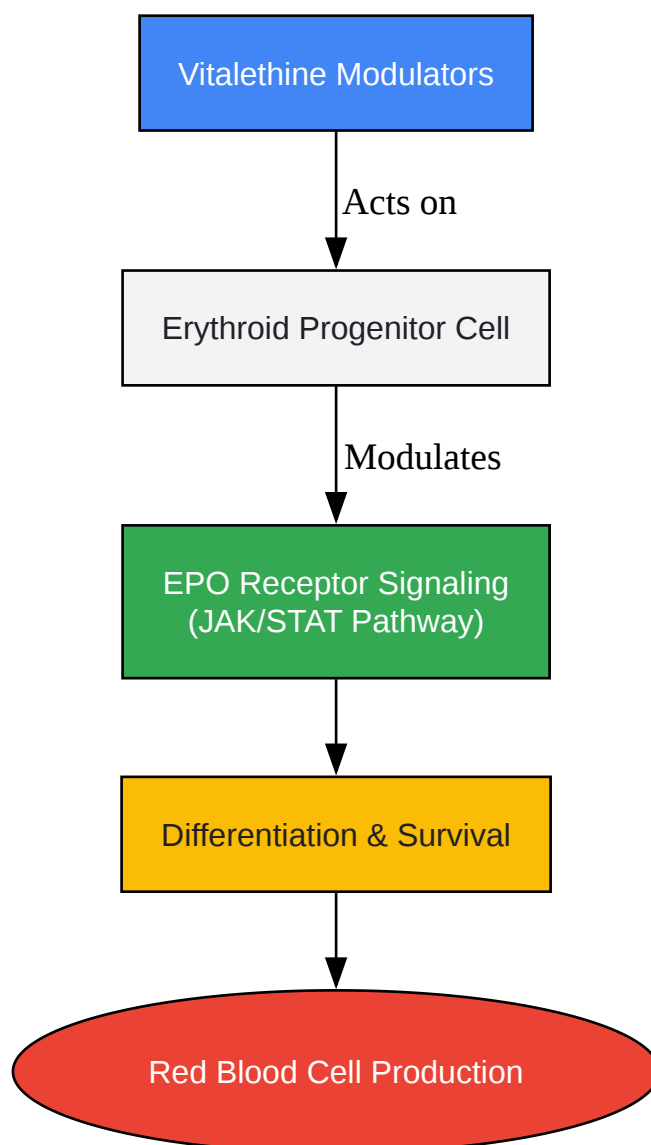 Vitalethine Modulators
Acts on
Erythroid Progenitor Cell
Modulates
EPO Receptor Signaling
(JAK/STAT Pathway)
Differentiation & Survival
Red Blood Cell Production